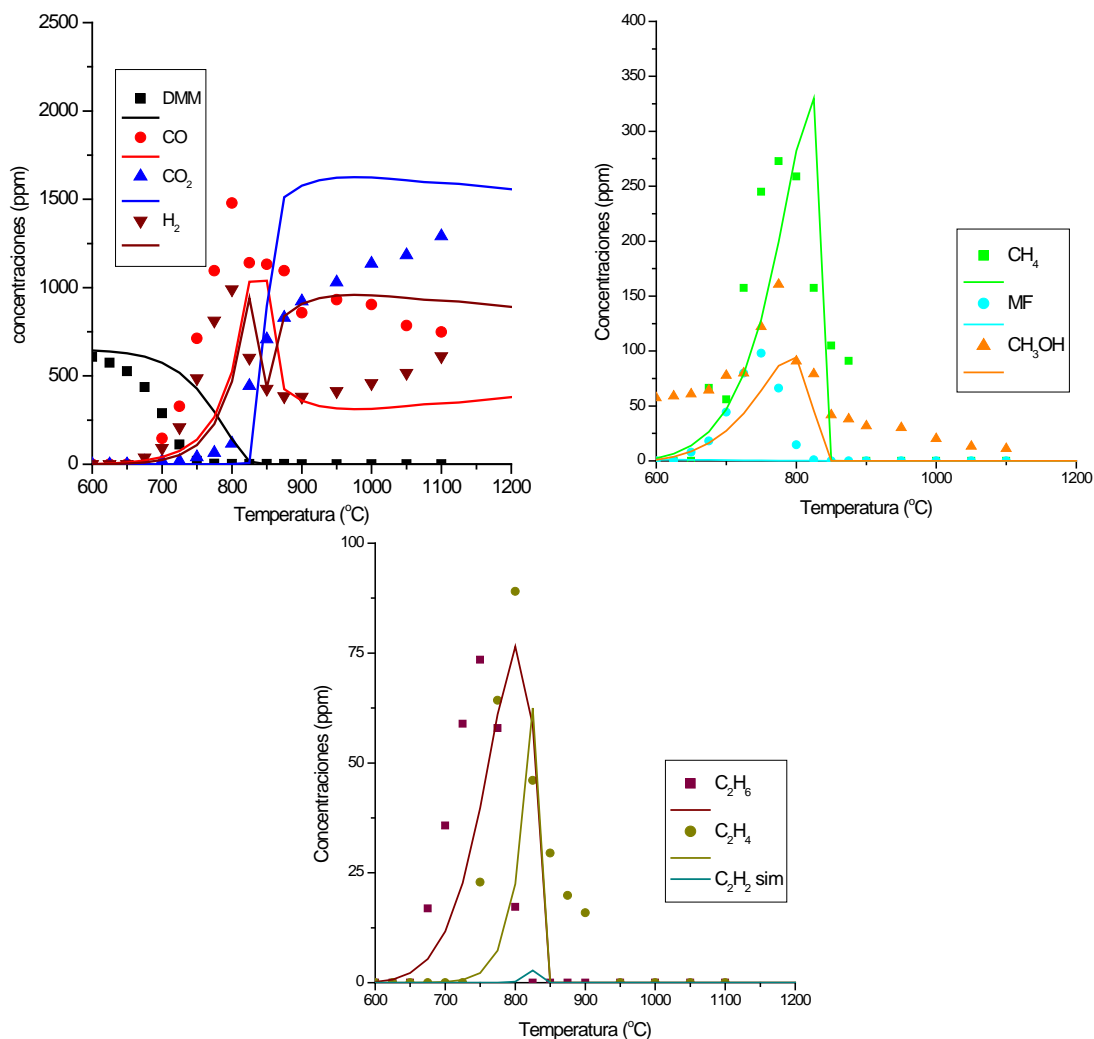 concentraciones (ppm)
2500
2000
1500
1000
500
0
DMM
CO
CO₂
H₂
600 700 800 900 1000 1100 1200
Temperatura (°C)
Concentraciones (ppm)
400
350
300
250
200
150
100
50
0
CH₄
MF
CH₃OH
600 800 1000 1200
Temperatura (°C)
Concentraciones (ppm)
100
75
50
25
0
C₂H₆
C₂H₄
C₂H₂ sim
600 700 800 900 1000 1100 1200
Temperatura (°C)